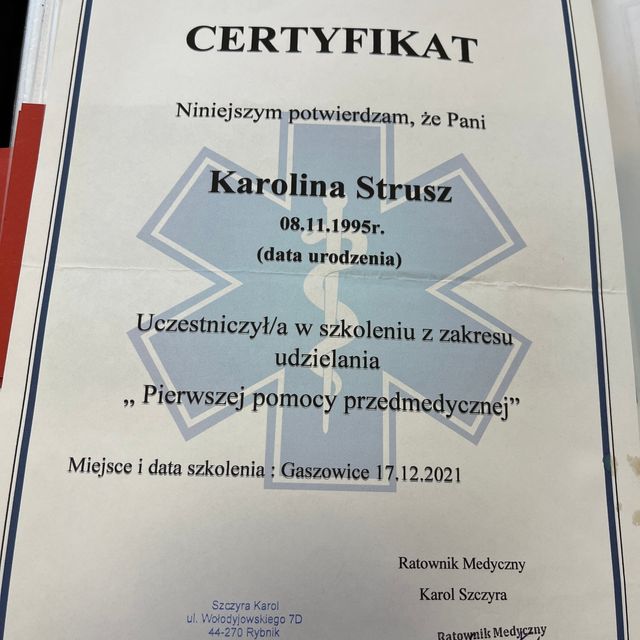 CERTYFIKAT
Niniejszym potwierdzam, że Pani
Karolina Strusz
08.11.1995r.
(data urodzenia)
Uczestniczył/a w szkoleniu z zakresu
udzielania
„ Pierwszej pomocy przedmedycznej”
Miejsce i data szkolenia : Gaszowice 17.12.2021
Ratownik Medyczny
Karol Szczyra
Szczyra Karol
ul. Wołodyjowskiego 7D
44-270 Rybnik
Ratownik Medyczny